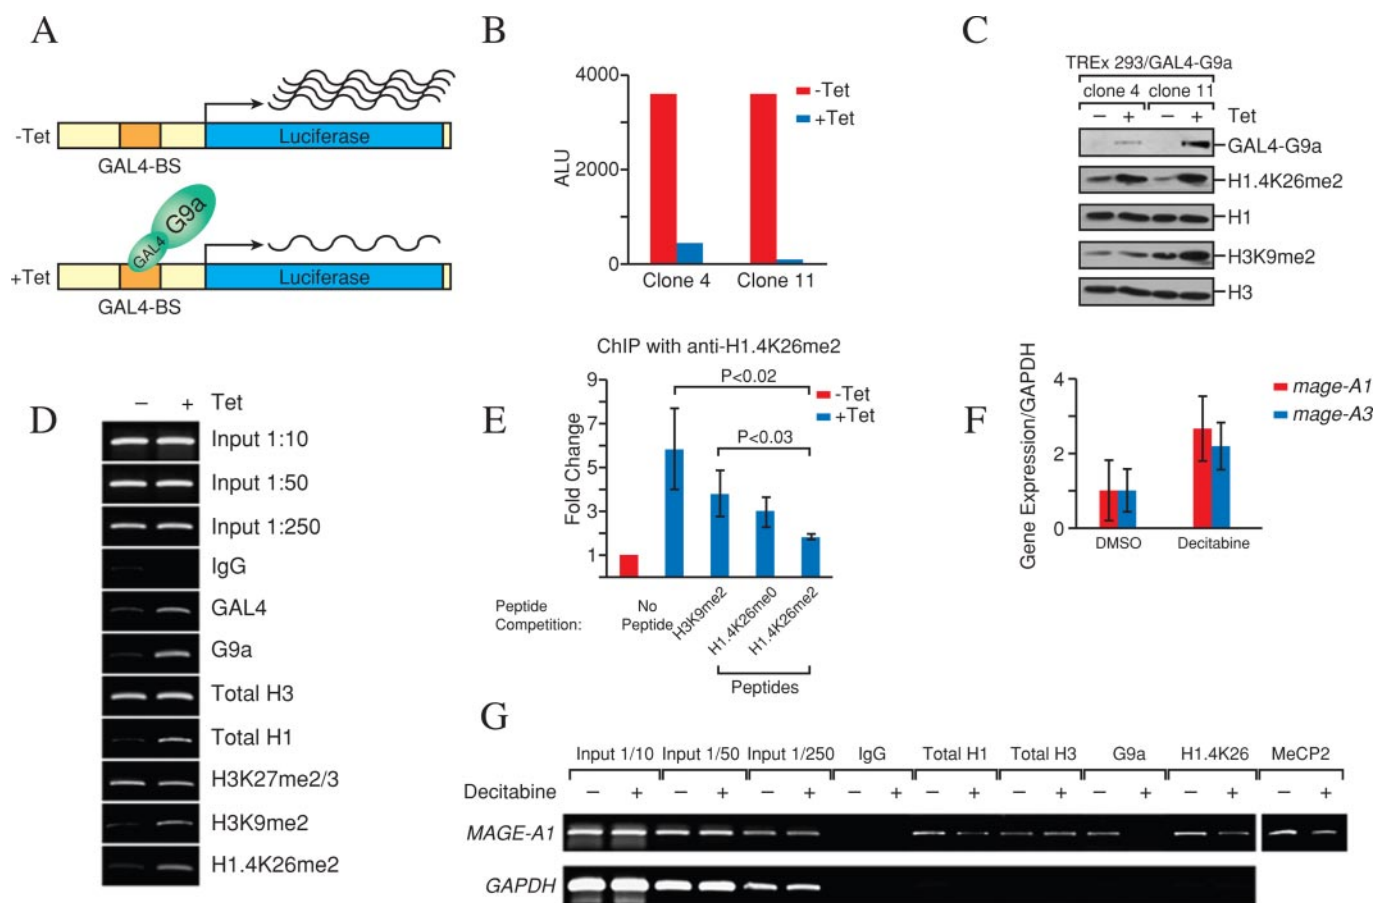 A
-Tet
Luciferase
GAL4-BS
G9a
GAL4
+Tet
Luciferase
GAL4-BS
B
4000
2000
0
ALU
-Tet
+Tet
Clone 4
Clone 11
C
TREx 293/GAL4-G9a
clone 4 clone 11
– + – + Tet
GAL4-G9a
H1.4K26me2
H1
H3K9me2
H3
D
– + Tet
Input 1:10
Input 1:50
Input 1:250
IgG
GAL4
G9a
Total H3
Total H1
H3K27me2/3
H3K9me2
H1.4K26me2
E
ChIP with anti-H1.4K26me2
9
7
5
3
1
Fold Change
P<0.02
P<0.03
-Tet
+Tet
Peptide
Competition:
No
Peptide
H3K9me2
H1.4K26me0
H1.4K26me2
Peptides
F
4
2
0
Gene Expression/GAPDH
mage-A1
mage-A3
DMSO
Decitabine
G
Input 1/10 Input 1/50 Input 1/250 IgG Total H1 Total H3 G9a H1.4K26 MeCP2
Decitabine – + – + – + – + – + – + – + – + – +
MAGE-A1
GAPDH